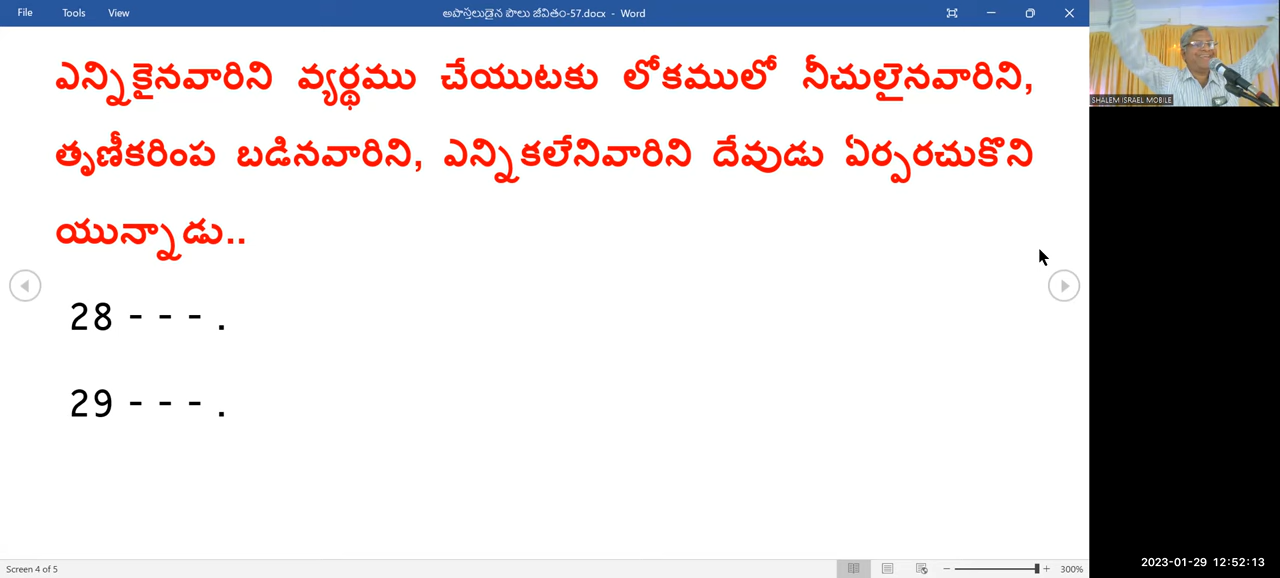 File Tools View అపొస్తలుడైన పౌలు జీవితం-57.docx - Word
SHALEM ISRAEL MOBILE
ఎన్నికైనవారిని వ్యర్థము చేయుటకు లోకములో నీచులైనవారిని,
తృణీకరింప బడినవారిని, ఎన్నికలేనివారిని దేవుడు ఏర్పరచుకొని
యున్నాడు..
28---.
29---.
2023-01-29 12:52:13
Screen 4 of 5 300%